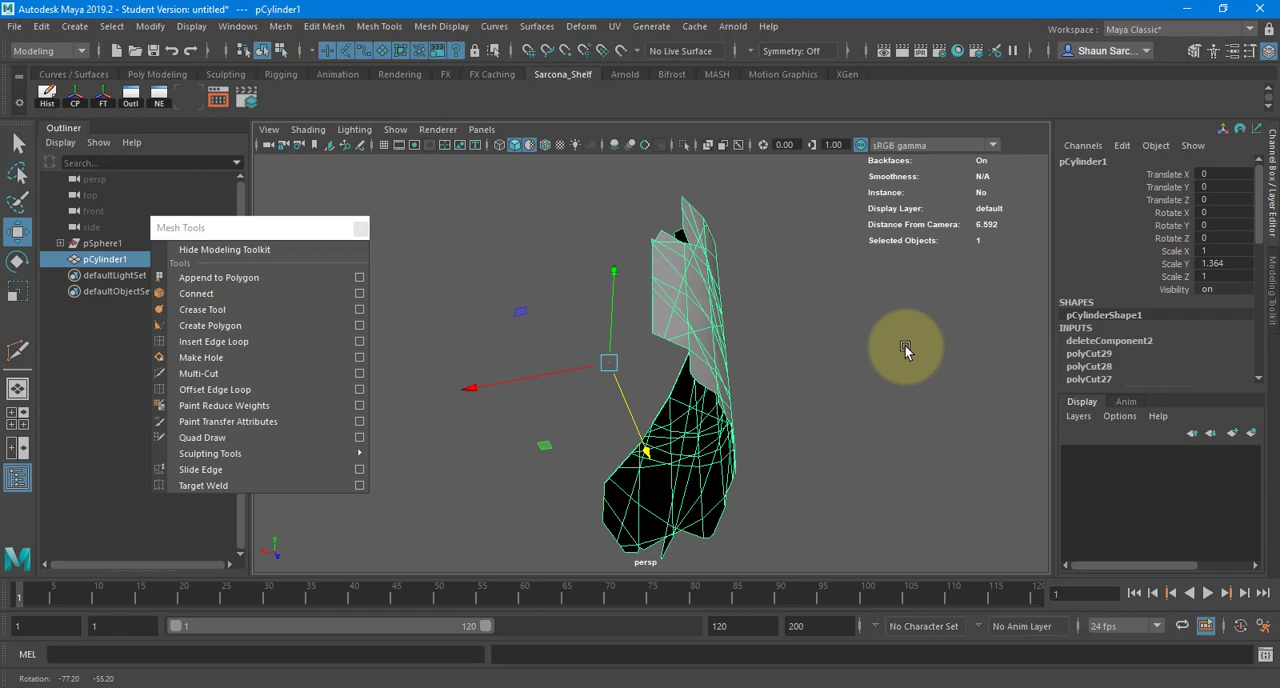 Autodesk Maya 2019.2 - Student Version: untitled*   ---   pCylinder1
File Edit Create Select Modify Display Windows Mesh Edit Mesh Mesh Tools Mesh Display Curves Surfaces Deform UV Generate Cache Arnold Help Workspace : Maya Classic*
Modeling No Live Surface Symmetry: Off Shaun Sarc...
Curves / Surfaces Poly Modeling Sculpting Rigging Animation Rendering FX FX Caching Sarcona_Shelf Arnold Bifrost MASH Motion Graphics XGen
Hist CP FT Outl NE
Outliner
Display Show Help
Search...
persp
top
front
side
pSphere1
pCylinder1
defaultLightSet
defaultObjectSe
Mesh Tools
Hide Modeling Toolkit
Tools
Append to Polygon
Connect
Crease Tool
Create Polygon
Insert Edge Loop
Make Hole
Multi-Cut
Offset Edge Loop
Paint Reduce Weights
Paint Transfer Attributes
Quad Draw
Sculpting Tools
Slide Edge
Target Weld
View Shading Lighting Show Renderer Panels
0.00 1.00 sRGB gamma
Backfaces: On
Smoothness: N/A
Instance: No
Display Layer: default
Distance From Camera: 6.592
Selected Objects: 1
persp
Channels Edit Object Show
pCylinder1
Translate X 0
Translate Y 0
Translate Z 0
Rotate X 0
Rotate Y 0
Rotate Z 0
Scale X 1
Scale Y 1.364
Scale Z 1
Visibility on
SHAPES
pCylinderShape1
INPUTS
deleteComponent2
polyCut29
polyCut28
polyCut27
Display Anim
Layers Options Help
Channel Box / Layer Editor
Modeling Toolkit
1 5 10 15 20 25 30 35 40 45 50 55 60 65 70 75 80 85 90 95 100 105 110 115 120 1
1 1 1 120 120 200 No Character Set No Anim Layer 24 fps
MEL
Rotation: -77.20 -55.20